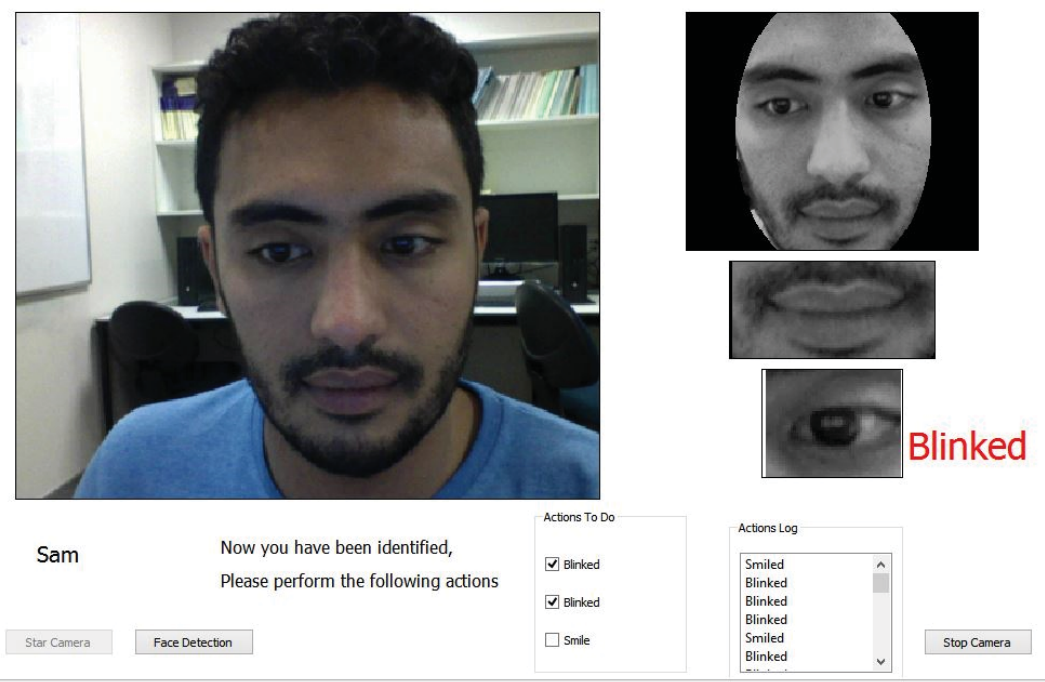 Blinked
Actions To Do
Blinked
Blinked
Smile
Actions Log
Smiled
Blinked
Blinked
Blinked
Smiled
Blinked
Sam
Now you have been identified,
Please perform the following actions
Star Camera
Face Detection
Stop Camera